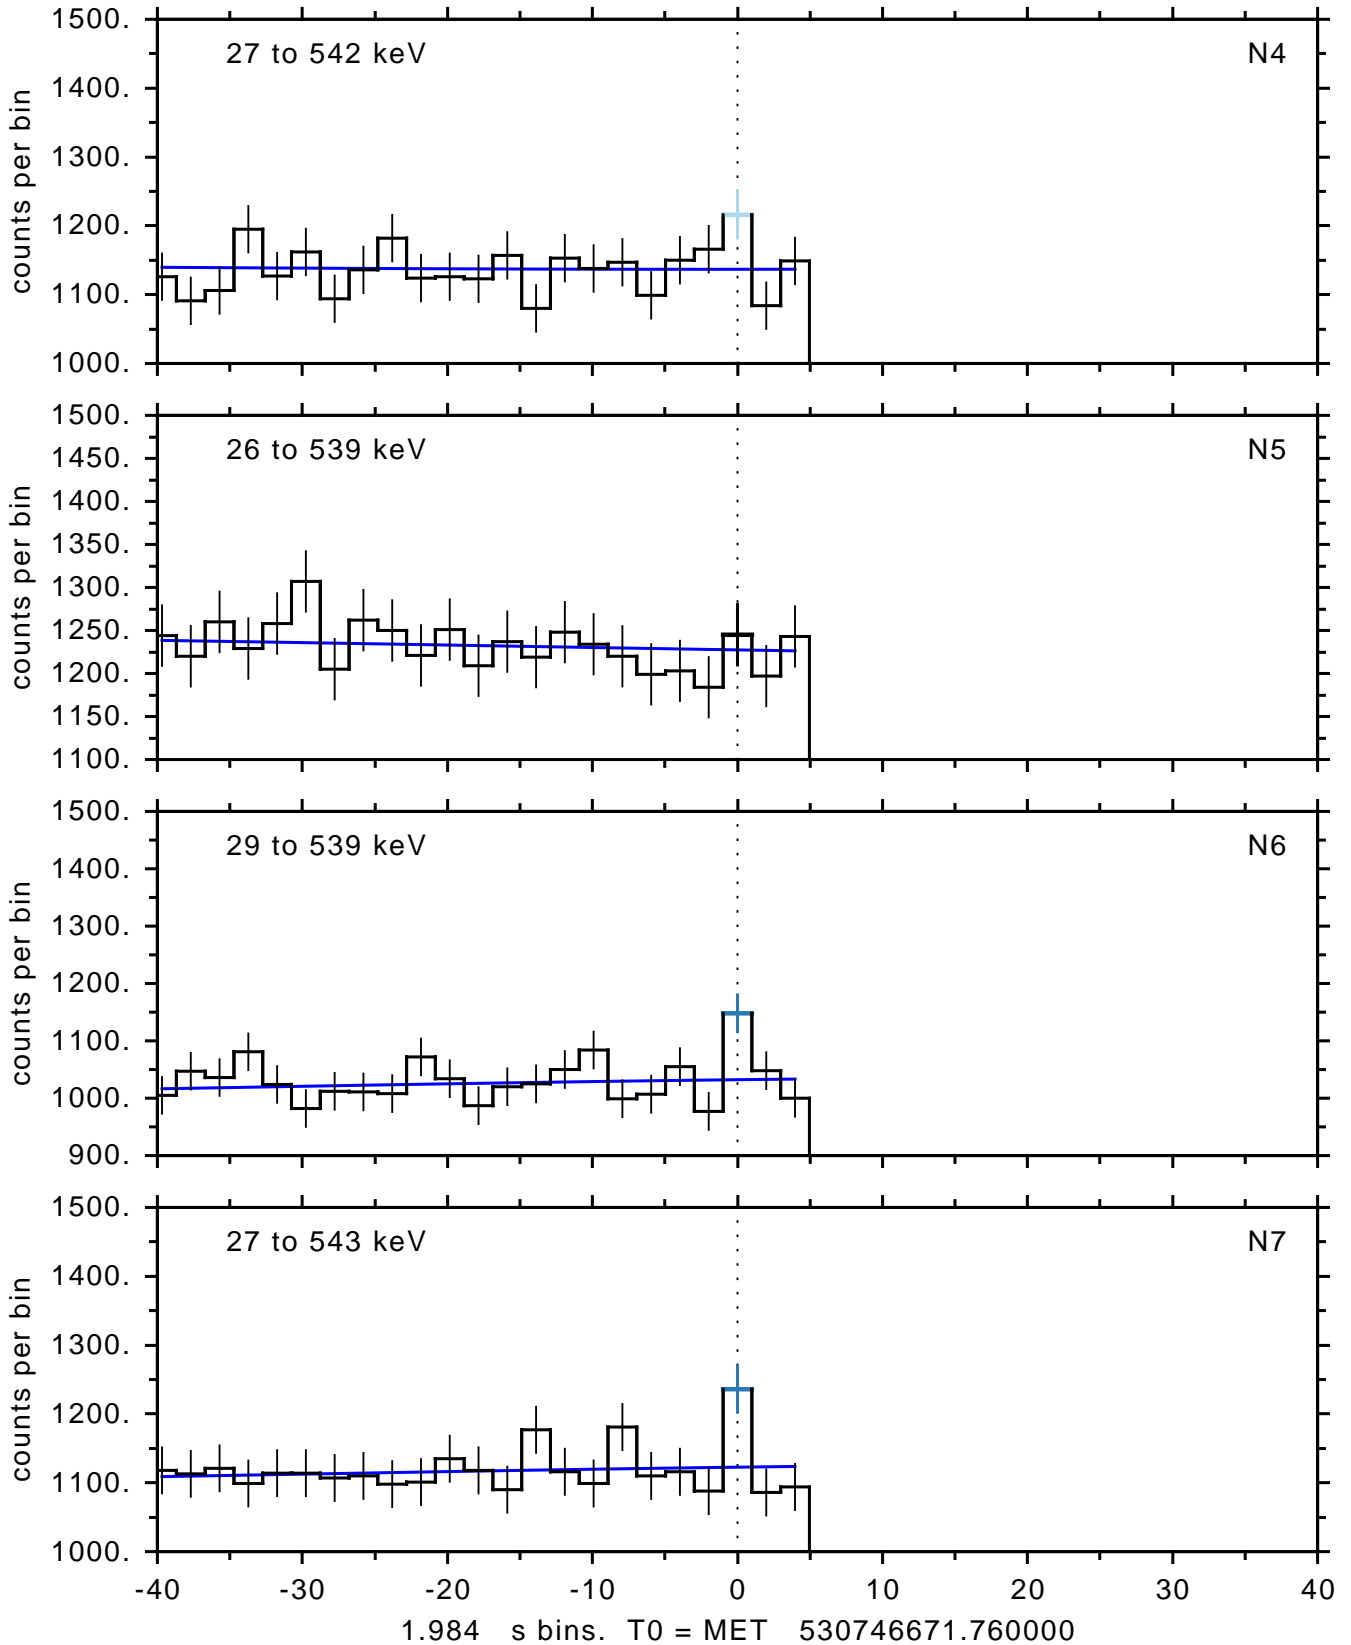 1500.
27 to 542 keV
N4
1400.
1300.
1200.
1100.
1000.
counts per bin
1500.
26 to 539 keV
N5
1450.
1400.
1350.
1300.
1250.
1200.
1150.
1100.
counts per bin
1500.
29 to 539 keV
N6
1400.
1300.
1200.
1100.
1000.
900.
counts per bin
1500.
27 to 543 keV
N7
1400.
1300.
1200.
1100.
1000.
counts per bin
-40 -30 -20 -10 0 10 20 30 40
1.984 s bins. T0 = MET 530746671.760000